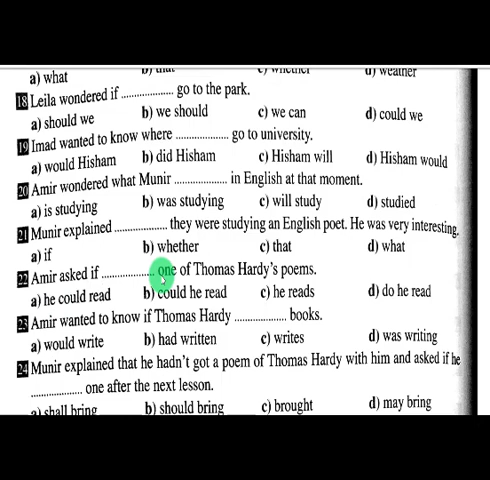 a) what b) that c) whether d) weather
18 Leila wondered if .................... go to the park.
a) should we b) we should c) we can d) could we
19 Imad wanted to know where .................... go to university.
a) would Hisham b) did Hisham c) Hisham will d) Hisham would
20 Amir wondered what Munir .................... in English at that moment.
a) is studying b) was studying c) will study d) studied
21 Munir explained .................... they were studying an English poet. He was very interesting.
a) if b) whether c) that d) what
22 Amir asked if .................... one of Thomas Hardy's poems.
a) he could read b) could he read c) he reads d) do he read
23 Amir wanted to know if Thomas Hardy .................... books.
a) would write b) had written c) writes d) was writing
24 Munir explained that he hadn't got a poem of Thomas Hardy with him and asked if he
.................... one after the next lesson.
a) shall bring b) should bring c) brought d) may bring